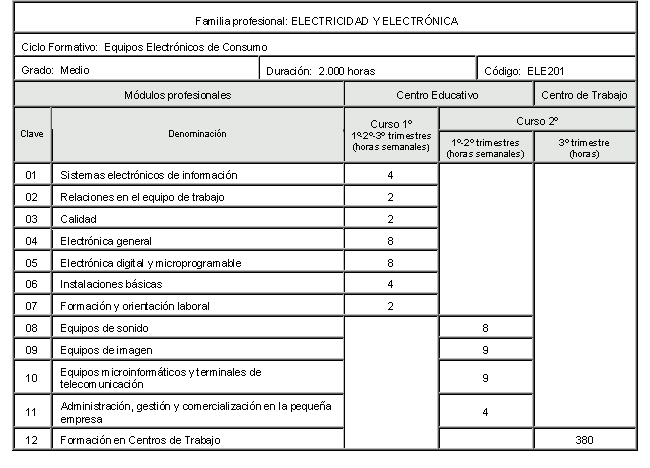 Familia profesional: ELECTRICIDAD Y ELECTRÓNICA
Ciclo Formativo: Equipos Electrónicos de Consumo
Grado: Medio Duración: 2.000 horas Código: ELE201
Módulos profesionales Centro Educativo Centro de Trabajo
Clave Denominación Curso 1º
1º-2º-3º trimestres
(horas semanales)
Curso 2º
1º-2º trimestres
(horas semanales)
3º trimestre
(horas)
01 Sistemas electrónicos de información 4
02 Relaciones en el equipo de trabajo 2
03 Calidad 2
04 Electrónica general 8
05 Electrónica digital y microprogramable 8
06 Instalaciones básicas 4
07 Formación y orientación laboral 2
08 Equipos de sonido 8
09 Equipos de imagen 9
10 Equipos microinformáticos y terminales de
telecomunicación 9
11 Administración, gestión y comercialización en la pequeña
empresa 4
12 Formación en Centros de Trabajo 380